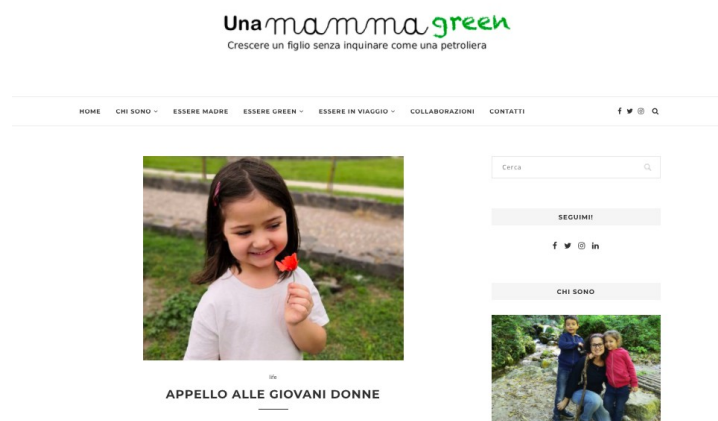 Una mamma green
Crescere un figlio senza inquinare come una petroliera
HOME CHI SONO ESSERE MADRE ESSERE GREEN ESSERE IN VIAGGIO COLLABORAZIONI CONTATTI
Cerca
SEGUIMI!
CHI SONO
life
APPELLO ALLE GIOVANI DONNE